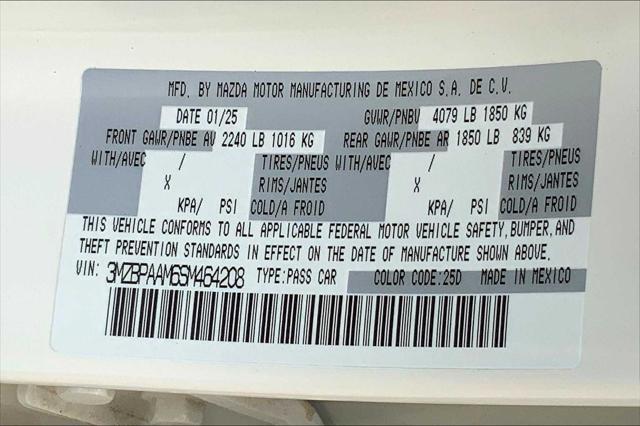 MFD. BY MAZDA MOTOR MANUFACTURING DE MEXICO S.A. DE C.V.
DATE 01/25 GVWR/PNBV 4079 LB 1850 KG
FRONT GAWR/PNBE AV 2240 LB 1016 KG REAR GAWR/PNBE AR 1850 LB 839 KG
WITH/AVEC / TIRES/PNEUS WITH/AVEC / TIRES/PNEUS
X RIMS/JANTES X RIMS/JANTES
KPA/ PSI COLD/A FROID KPA/ PSI COLD/A FROID
THIS VEHICLE CONFORMS TO ALL APPLICABLE FEDERAL MOTOR VEHICLE SAFETY, BUMPER, AND
THEFT PREVENTION STANDARDS IN EFFECT ON THE DATE OF MANUFACTURE SHOWN ABOVE.
VIN: 3MZBPAAM6SM464208 TYPE:PASS CAR COLOR CODE:25D MADE IN MEXICO